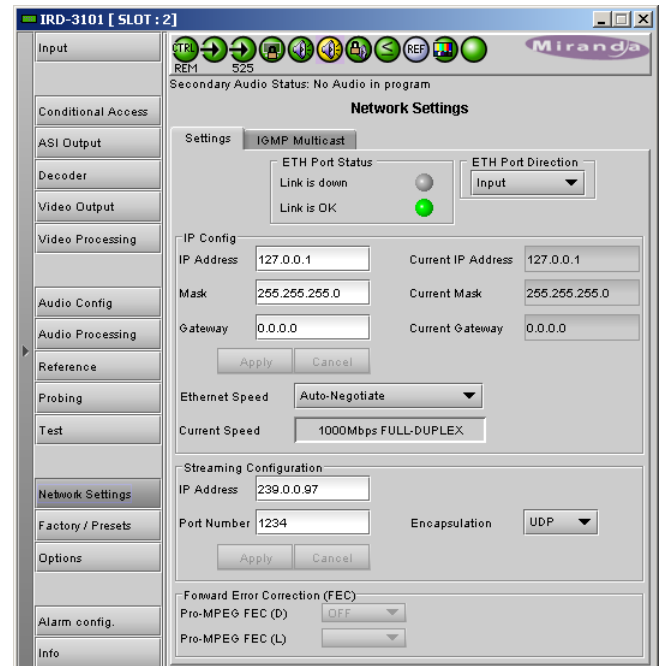 IRD-3101 [ SLOT : 2]
Input
Conditional Access
ASI Output
Decoder
Video Output
Video Processing
Audio Config
Audio Processing
Reference
Probing
Test
Network Settings
Factory / Presets
Options
Alarm config.
Info
CTRL
REF
REM 525
Miranda
Secondary Audio Status: No Audio in program
Network Settings
Settings IGMP Multicast
ETH Port Status
Link is down
Link is OK
ETH Port Direction
Input
IP Config
IP Address 127.0.0.1 Current IP Address 127.0.0.1
Mask 255.255.255.0 Current Mask 255.255.255.0
Gateway 0.0.0.0 Current Gateway 0.0.0.0
Apply Cancel
Ethernet Speed Auto-Negotiate
Current Speed 1000Mbps FULL-DUPLEX
Streaming Configuration
IP Address 239.0.0.97
Port Number 1234 Encapsulation UDP
Apply Cancel
Forward Error Correction (FEC)
Pro-MPEG FEC (D) OFF
Pro-MPEG FEC (L)